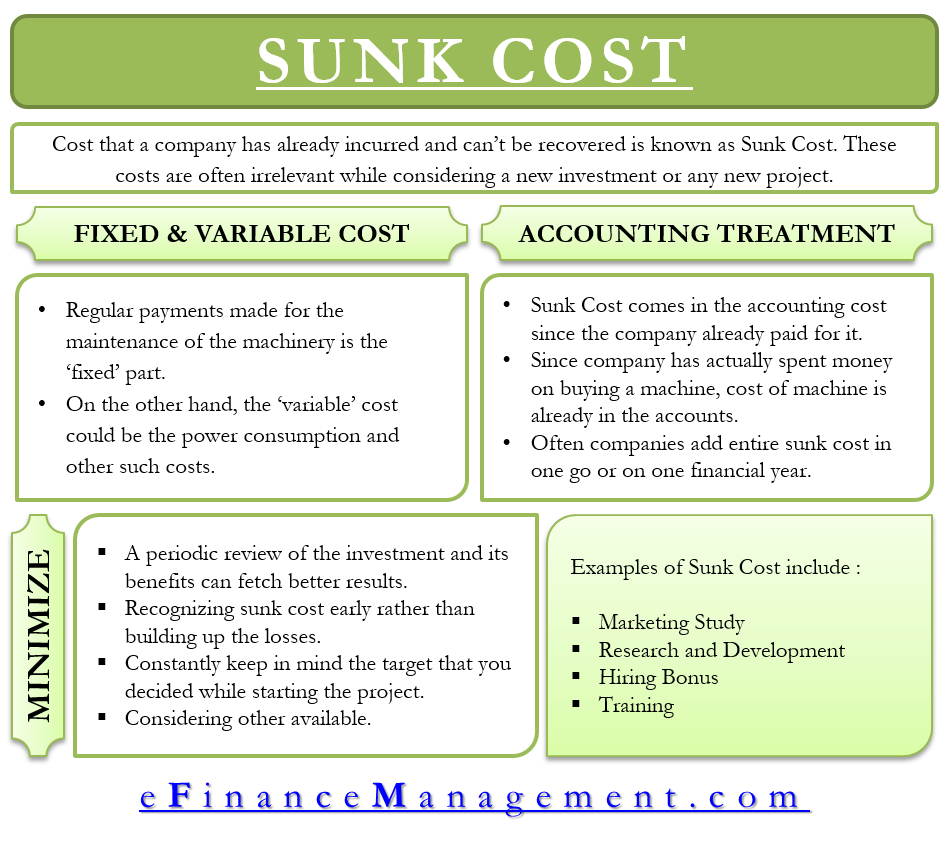 SUNK COST
Cost that a company has already incurred and can’t be recovered is known as Sunk Cost. These
costs are often irrelevant while considering a new investment or any new project.
FIXED & VARIABLE COST
• Regular payments made for the
maintenance of the machinery is the
‘fixed’ part.
• On the other hand, the ‘variable’ cost
could be the power consumption and
other such costs.
ACCOUNTING TREATMENT
• Sunk Cost comes in the accounting cost
since the company already paid for it.
• Since company has actually spent money
on buying a machine, cost of machine is
already in the accounts.
• Often companies add entire sunk cost in
one go or on one financial year.
MINIMIZE
▪ A periodic review of the investment and its
benefits can fetch better results.
▪ Recognizing sunk cost early rather than
building up the losses.
▪ Constantly keep in mind the target that you
decided while starting the project.
▪ Considering other available.
Examples of Sunk Cost include :
▪ Marketing Study
▪ Research and Development
▪ Hiring Bonus
▪ Training
eFinanceManagement.com